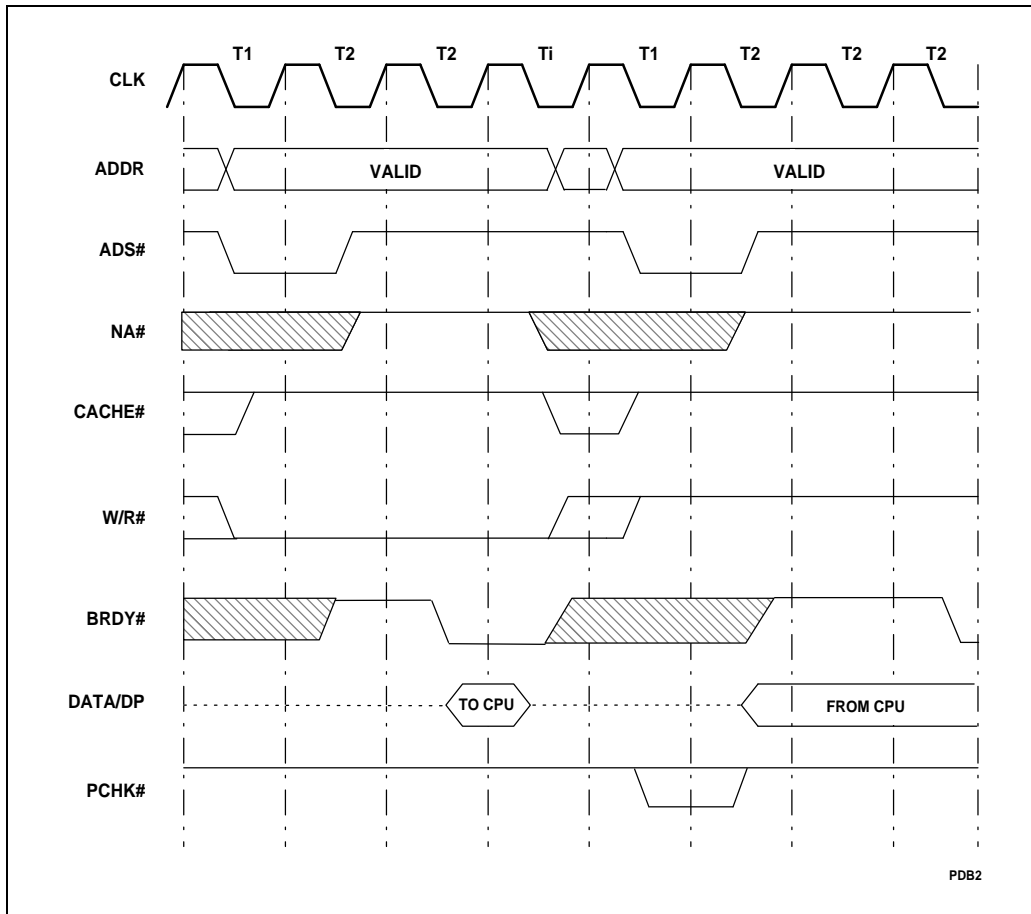 T1 T2 T2 Ti T1 T2 T2 T2
CLK
ADDR VALID VALID
ADS#
NA#
CACHE#
W/R#
BRDY#
DATA/DP TO CPU FROM CPU
PCHK#
PDB2